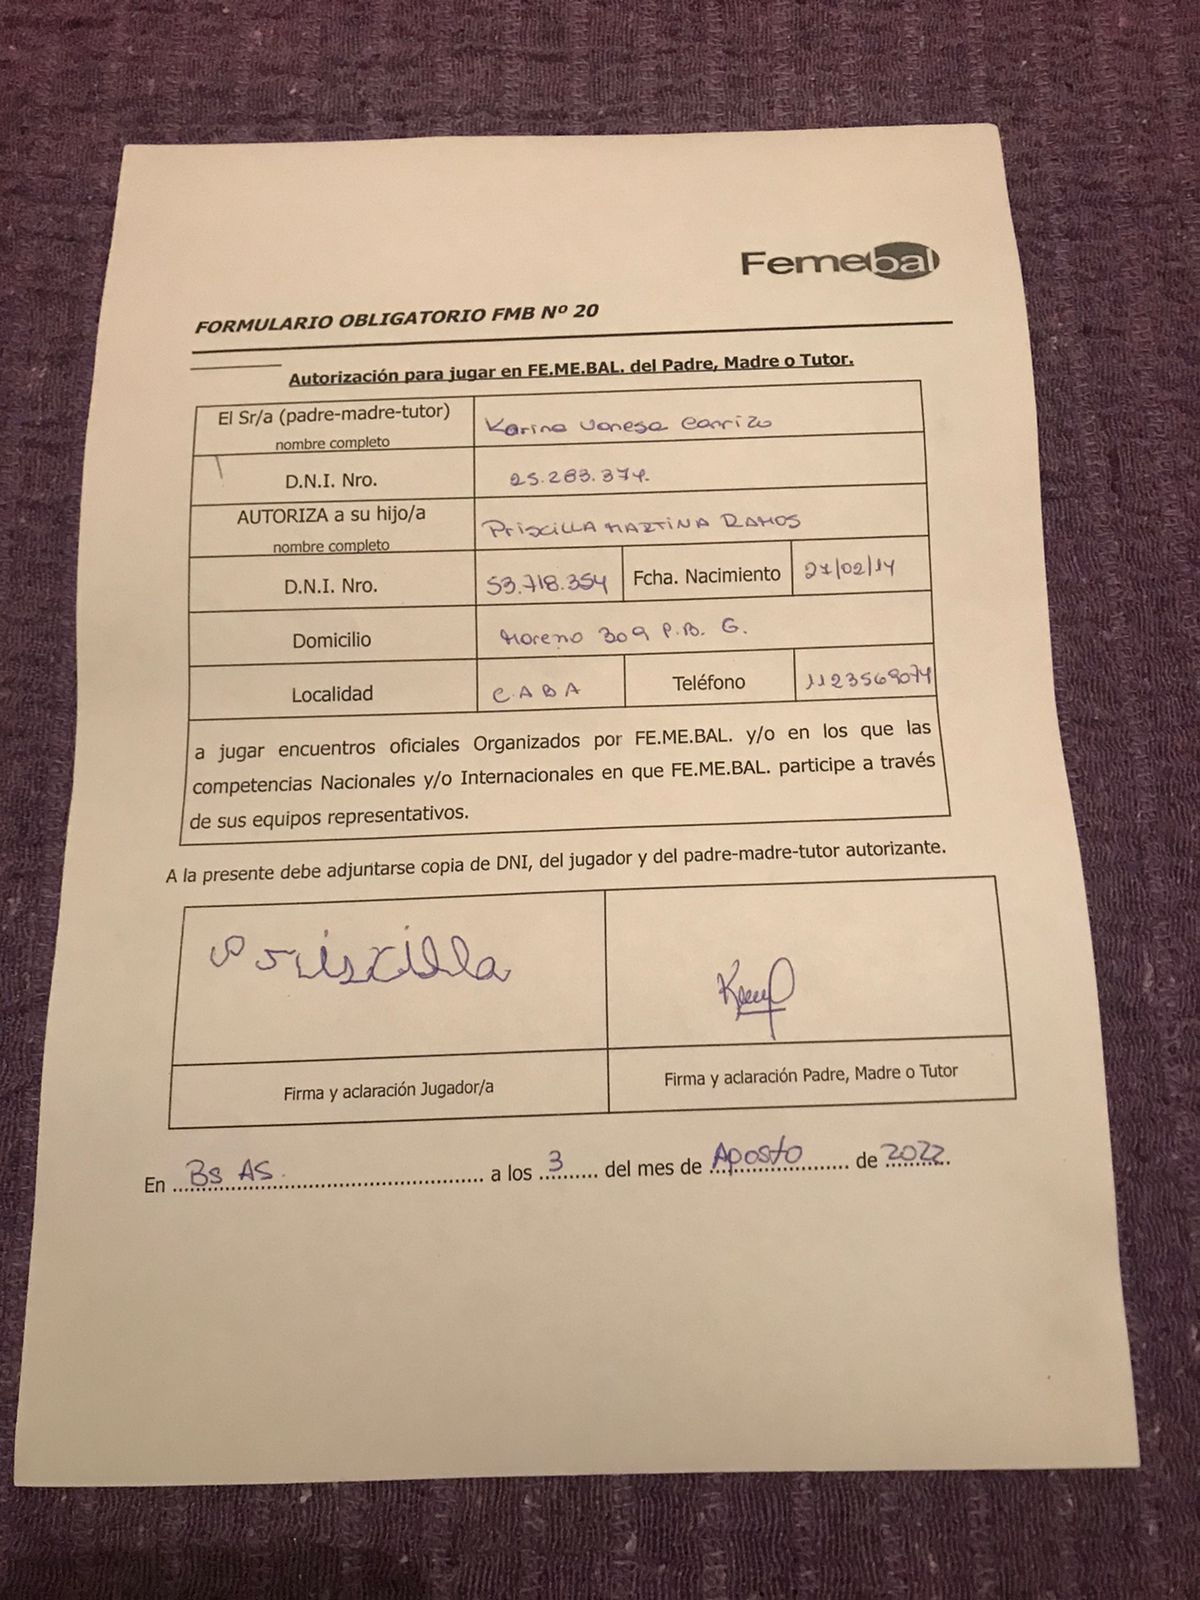 Femebal
FORMULARIO OBLIGATORIO FMB Nº 20
Autorización para jugar en FE.ME.BAL. del Padre, Madre o Tutor.
El Sr/a (padre-madre-tutor)
nombre completo
Karina Vanesa Carrizo
D.N.I. Nro.
25.283.374.
AUTORIZA a su hijo/a
nombre completo
PRiSCiLLA MARTiNA RAMOS
D.N.I. Nro.
53.718.354
Fcha. Nacimiento
27/02/14
Domicilio
Moreno 309 P.B. G.
Localidad
C.A B A
Teléfono
1123569074
a jugar encuentros oficiales Organizados por FE.ME.BAL. y/o en los que las
competencias Nacionales y/o Internacionales en que FE.ME.BAL. participe a través
de sus equipos representativos.
A la presente debe adjuntarse copia de DNI, del jugador y del padre-madre-tutor autorizante.
Priscilla
Firma y aclaración Jugador/a
Firma y aclaración Padre, Madre o Tutor
En Bs AS. a los 3 del mes de Agosto de 2022.